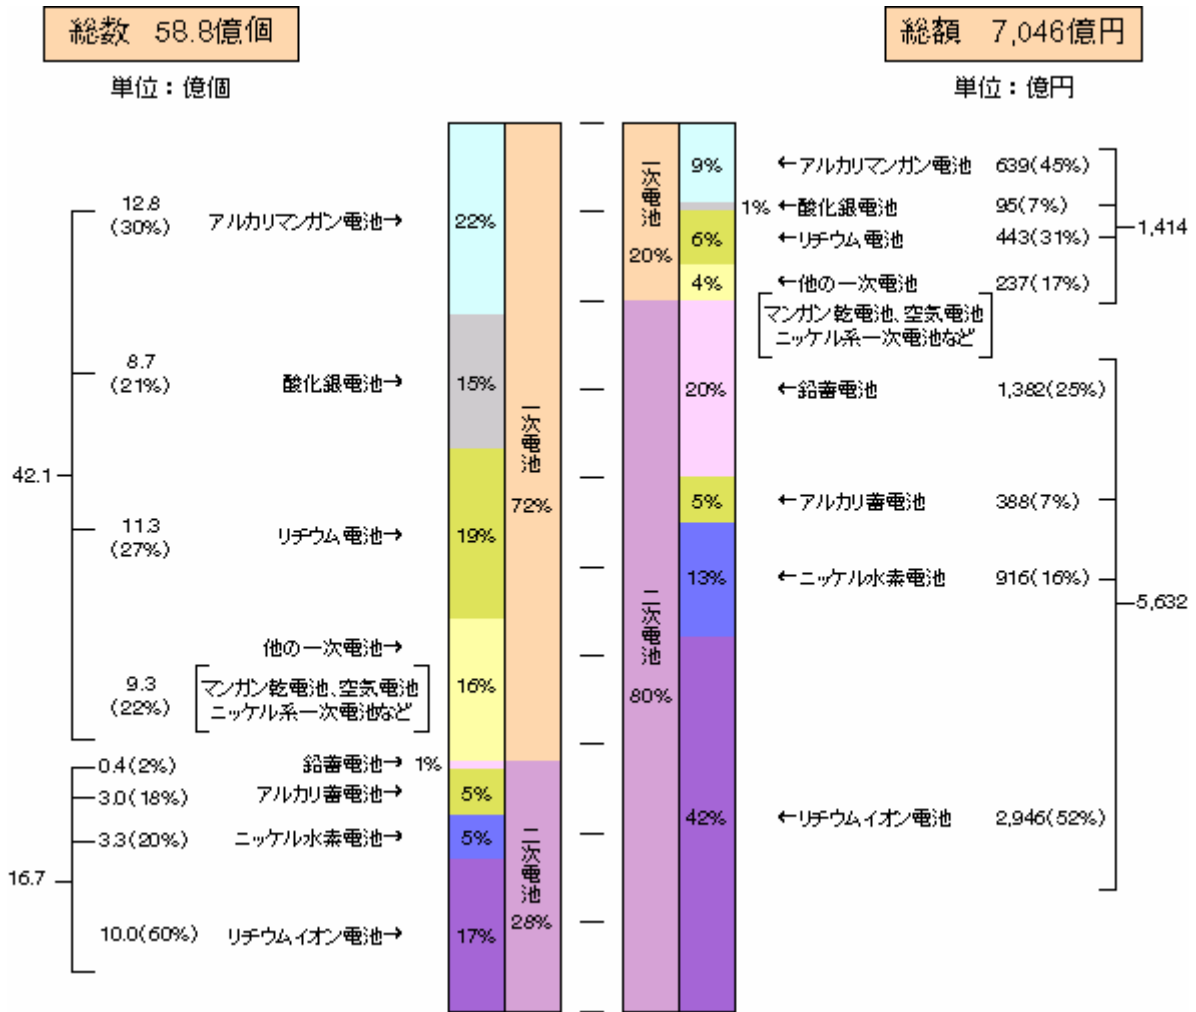 総数 58.8億個
単位：億個
12.8
(30%)
アルカリマンガン電池→
22%
8.7
(21%)
酸化銀電池→
15%
42.1
11.3
(27%)
リチウム電池→
19%
他の一次電池→
9.3
(22%)
マンガン乾電池、空気電池
ニッケル系一次電池など
16%
一次電池
72%
0.4(2%)
鉛蓄電池→ 1%
3.0(18%)
アルカリ蓄電池→
5%
3.3(20%)
ニッケル水素電池→
5%
16.7
10.0(60%)
リチウムイオン電池→
17%
二次電池
28%
総額 7,046億円
単位：億円
一次電池
20%
9%
←アルカリマンガン電池 639(45%)
1% ←酸化銀電池 95(7%)
6%
←リチウム電池 443(31%)
1,414
4%
←他の一次電池 237(17%)
マンガン乾電池、空気電池
ニッケル系一次電池など
二次電池
80%
20%
←鉛蓄電池 1,382(25%)
5%
←アルカリ蓄電池 388(7%)
13%
←ニッケル水素電池 916(16%)
5,632
42%
←リチウムイオン電池 2,946(52%)